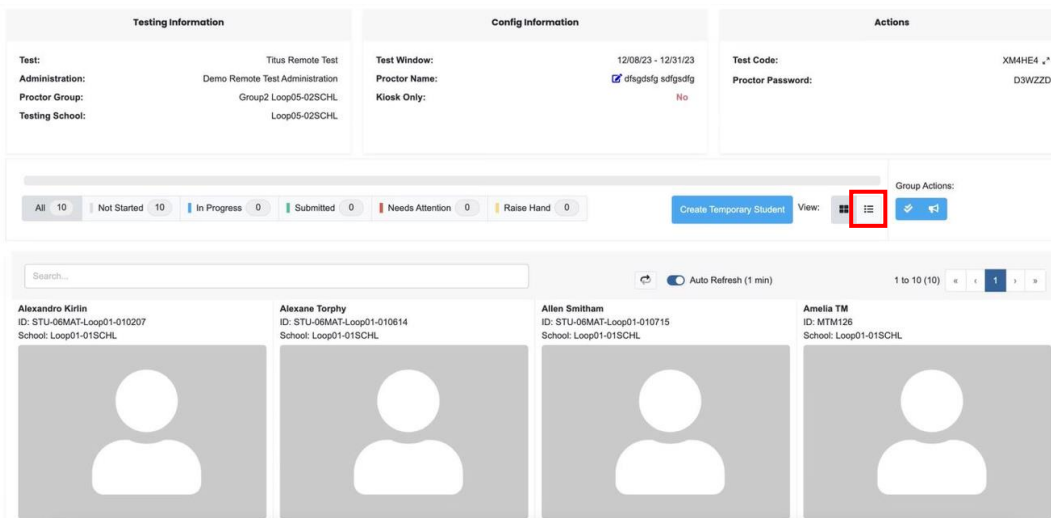 Testing Information
Test: Titus Remote Test
Administration: Demo Remote Test Administration
Proctor Group: Group2 Loop05-02SCHL
Testing School: Loop05-02SCHL
Config Information
Test Window: 12/08/23 - 12/31/23
Proctor Name: dfsgdsfg sdfgsdfg
Kiosk Only: No
Actions
Test Code: XM4HE4
Proctor Password: D3WZZD
All 10 Not Started 10 In Progress 0 Submitted 0 Needs Attention 0 Raise Hand 0
Create Temporary Student View:
Group Actions:
Search... Auto Refresh (1 min) 1 to 10 (10) « ‹ 1 › »
Alexandro Kirlin
ID: STU-06MAT-Loop01-010207
School: Loop01-01SCHL
Alexane Torphy
ID: STU-06MAT-Loop01-010614
School: Loop01-01SCHL
Allen Smitham
ID: STU-06MAT-Loop01-010715
School: Loop01-01SCHL
Amelia TM
ID: MTM126
School: Loop01-01SCHL